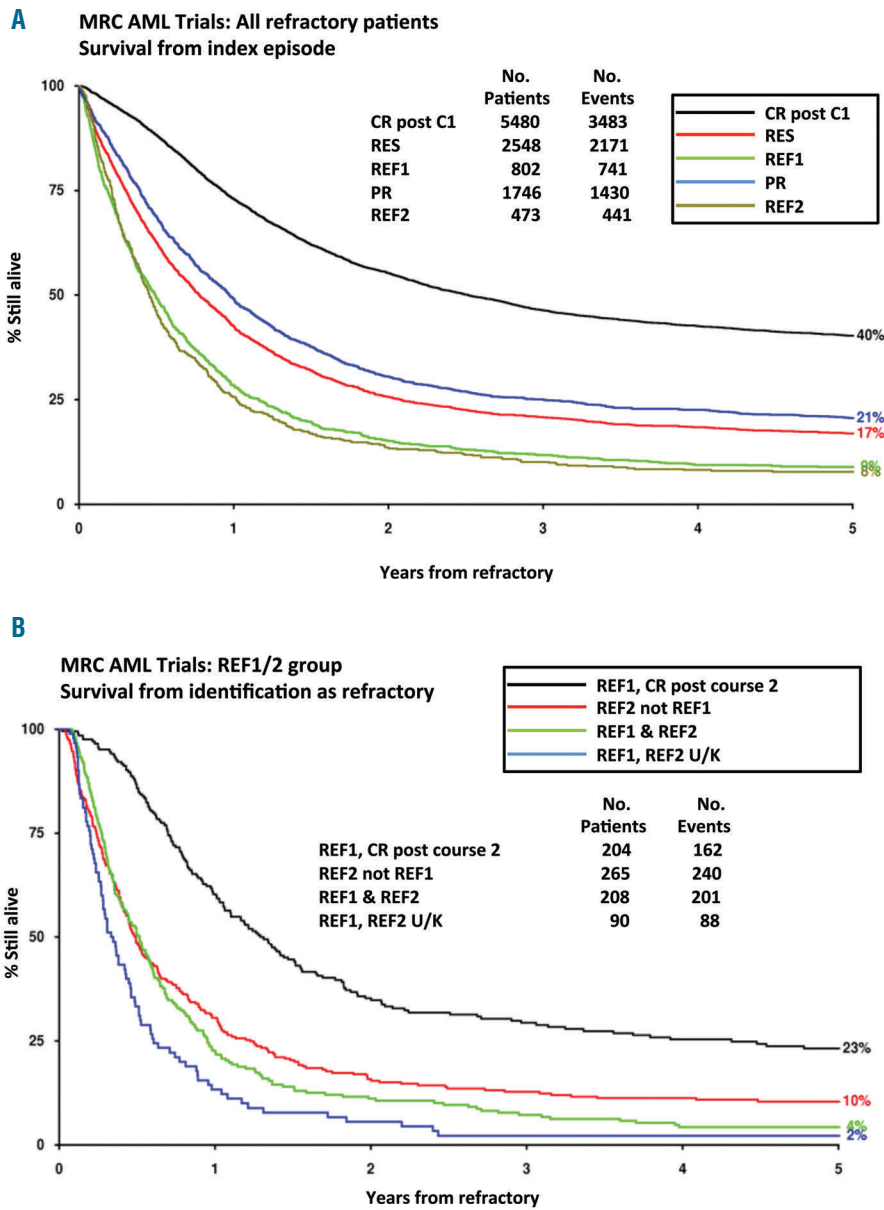 A
MRC AML Trials: All refractory patients
Survival from index episode
No. No.
Patients Events
CR post C1 5480 3483
RES 2548 2171
REF1 802 741
PR 1746 1430
REF2 473 441
CR post C1
RES
REF1
PR
REF2
100
75
50
25
0
% Still alive
40%
21%
17%
9%
8%
0 1 2 3 4 5
Years from refractory
B
MRC AML Trials: REF1/2 group
Survival from identification as refractory
REF1, CR post course 2
REF2 not REF1
REF1 & REF2
REF1, REF2 U/K
No. No.
Patients Events
REF1, CR post course 2 204 162
REF2 not REF1 265 240
REF1 & REF2 208 201
REF1, REF2 U/K 90 88
100
75
50
25
0
% Still alive
23%
10%
4%
2%
0 1 2 3 4 5
Years from refractory